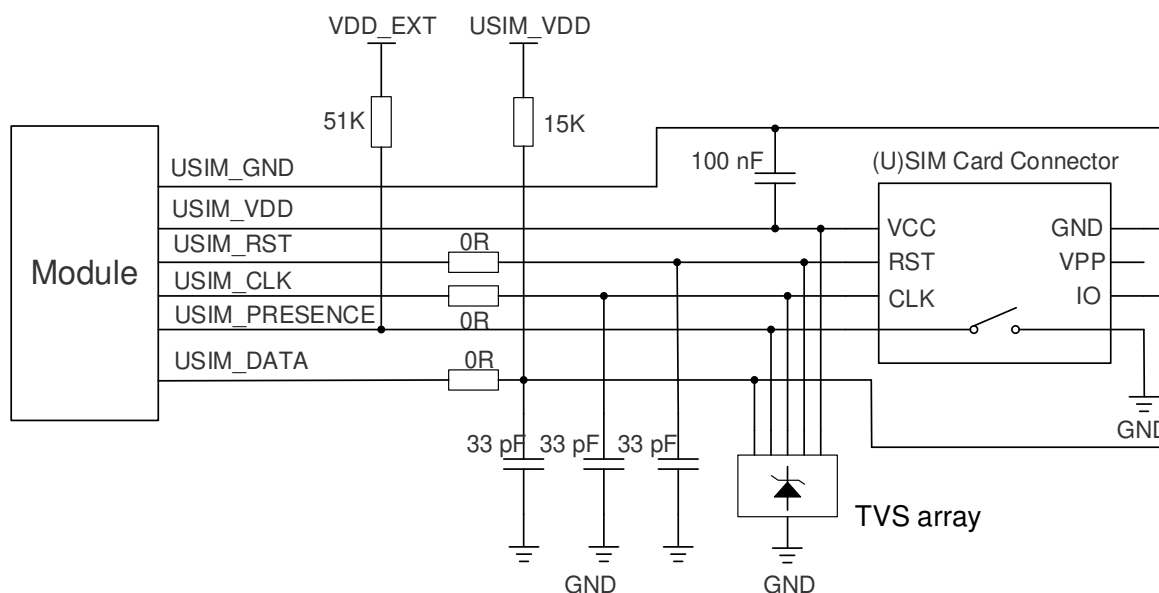 VDD_EXT USIM_VDD
51K 15K
USIM_GND 100 nF (U)SIM Card Connector
USIM_VDD VCC GND
USIM_RST 0R RST VPP
Module
USIM_CLK CLK IO
USIM_PRESENCE 0R
USIM_DATA 0R
GND
33 pF 33 pF 33 pF
TVS array
GND GND